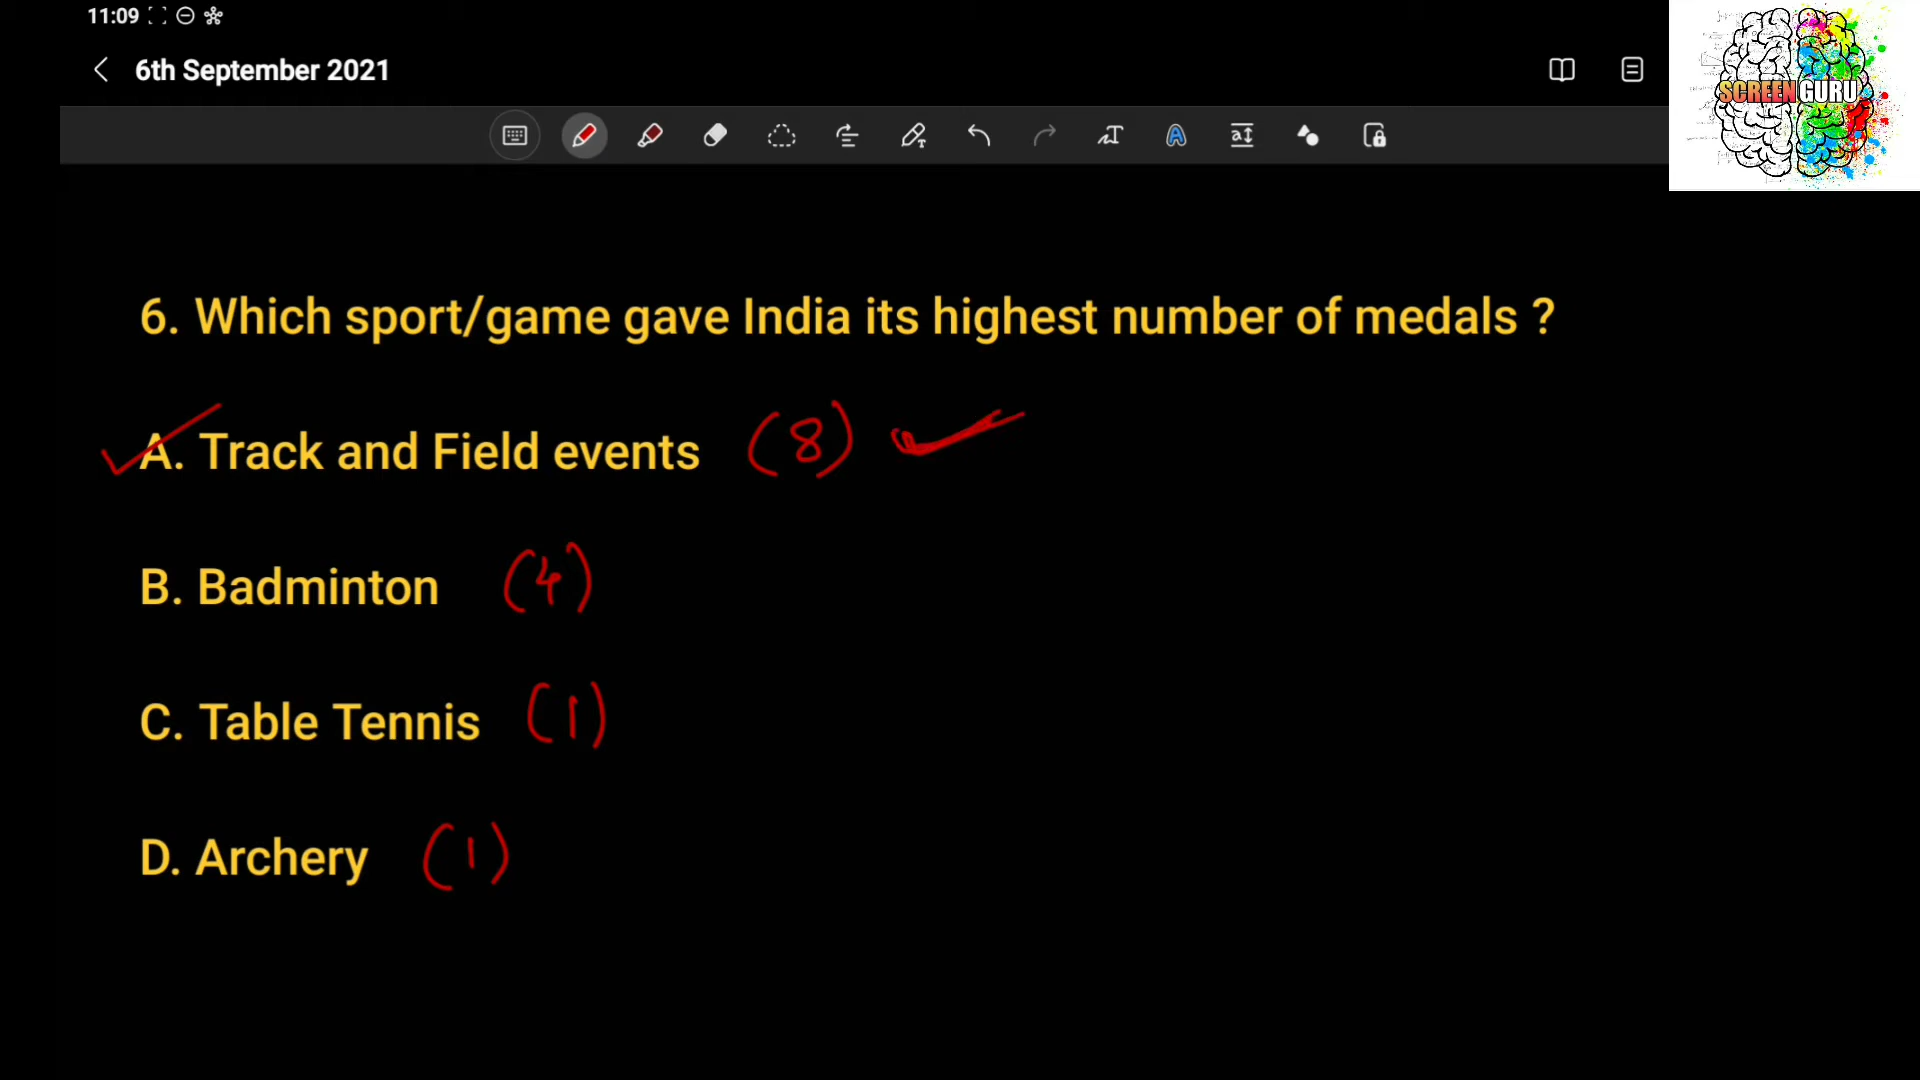 11:09
6th September 2021
SCREEN GURU
6. Which sport/game gave India its highest number of medals ?
A. Track and Field events (8)
B. Badminton (4)
C. Table Tennis (1)
D. Archery (1)